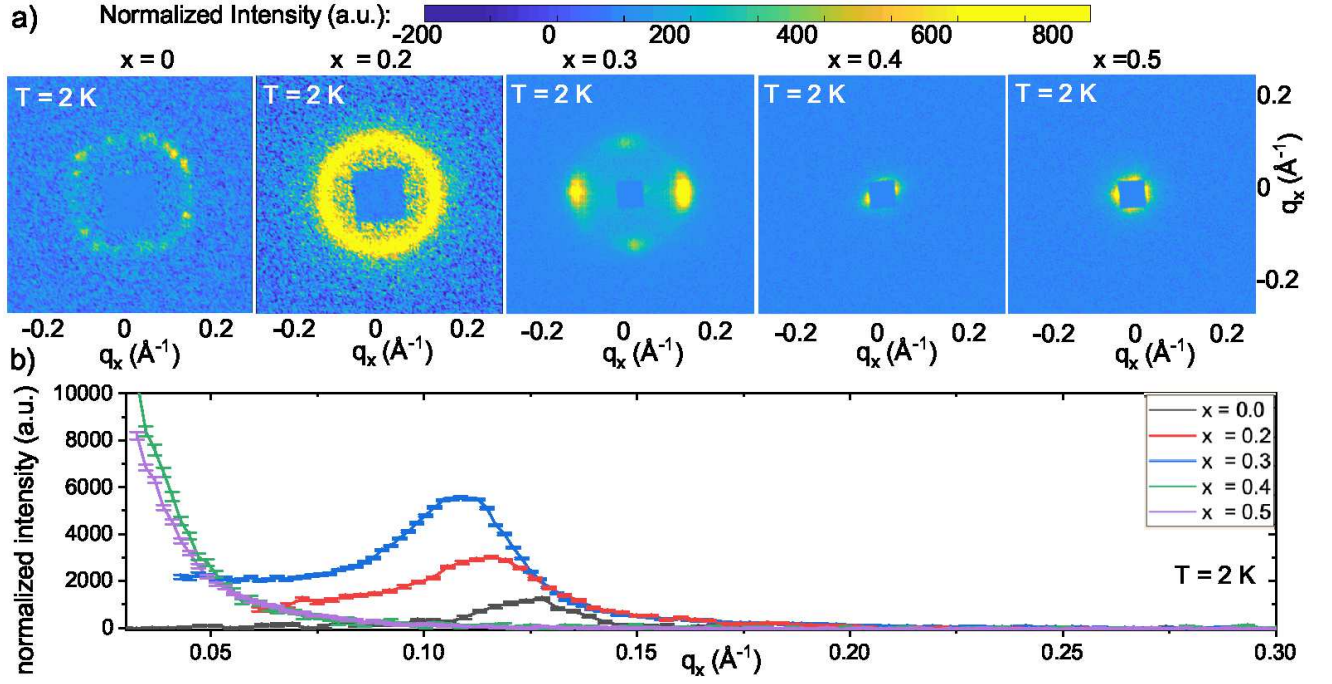 a) Normalized Intensity (a.u.):
-200 0 200 400 600 800
x = 0 x = 0.2 x = 0.3 x = 0.4 x =0.5
T = 2 K T = 2 K T = 2 K T = 2 K T = 2 K
0.2
0
-0.2
qx (Å-1)
-0.2 0 0.2 -0.2 0 0.2 -0.2 0 0.2 -0.2 0 0.2 -0.2 0 0.2
qx (Å-1) qx (Å-1) qx (Å-1) qx (Å-1) qx (Å-1)
b)
normalized intensity (a.u.)
10000
8000
6000
4000
2000
0
x = 0.0
x = 0.2
x = 0.3
x = 0.4
x = 0.5
T = 2 K
0.05 0.10 0.15 0.20 0.25 0.30
qx (Å-1)